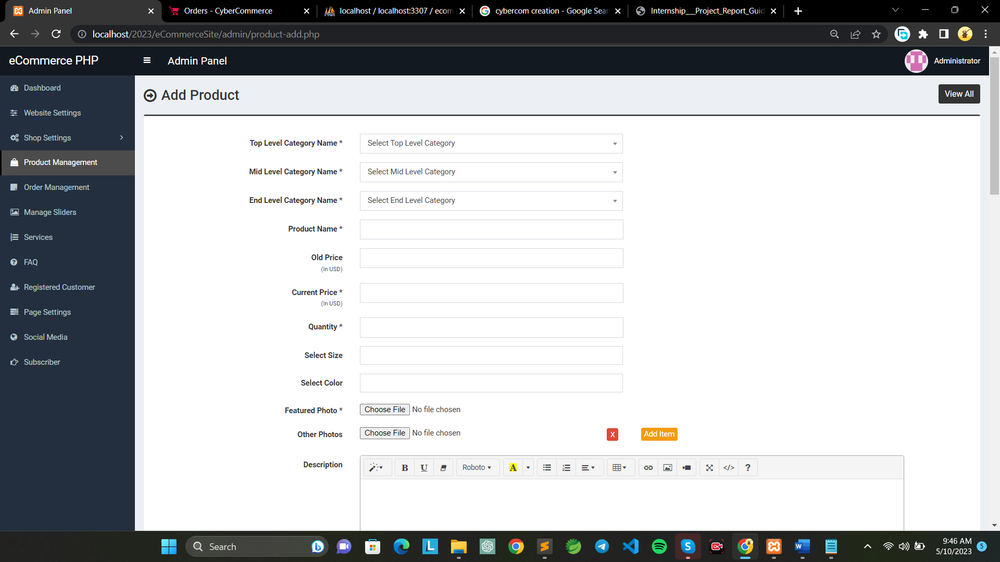 Admin Panel
Orders - CyberCommerce
localhost / localhost:3307 / ecom
cybercom creation - Google Sear
Internship__Project_Report_Guid
localhost/2023/eCommerceSite/admin/product-add.php
eCommerce PHP
Admin Panel
Administrator
Dashboard
Website Settings
Shop Settings
Product Management
Order Management
Manage Sliders
Services
FAQ
Registered Customer
Page Settings
Social Media
Subscriber
Add Product
View All
Top Level Category Name *
Select Top Level Category
Mid Level Category Name *
Select Mid Level Category
End Level Category Name *
Select End Level Category
Product Name *
Old Price
(In USD)
Current Price *
(In USD)
Quantity *
Select Size
Select Color
Featured Photo *
Choose File No file chosen
Other Photos
Choose File No file chosen
X
Add Item
Description
B U
Roboto
A
</> ?
Search
9:46 AM
5/10/2023
5